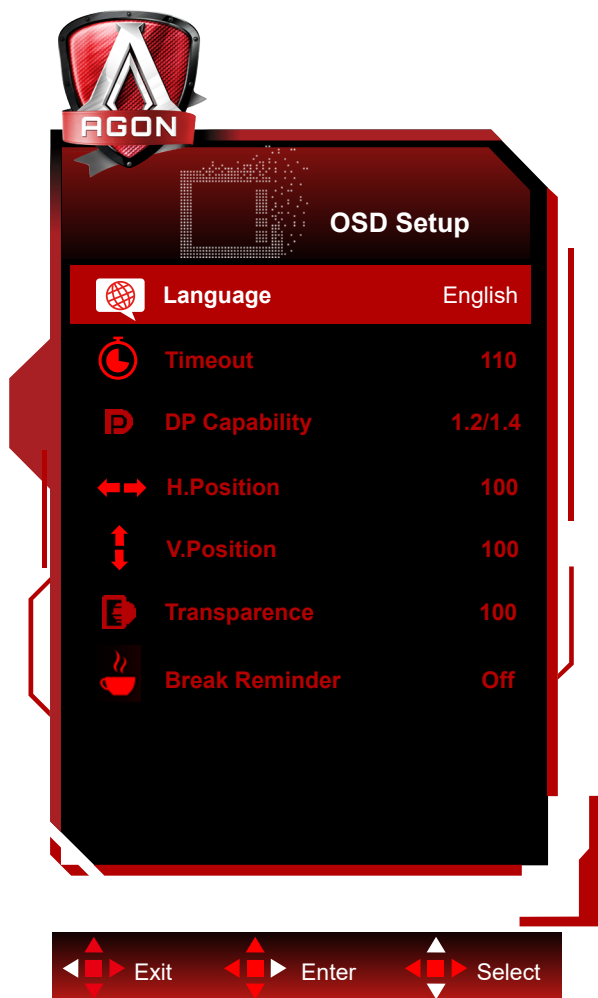 AGON
OSD Setup
Language English
Timeout 110
DP Capability 1.2/1.4
H.Position 100
V.Position 100
Transparence 100
Break Reminder Off
Exit Enter Select